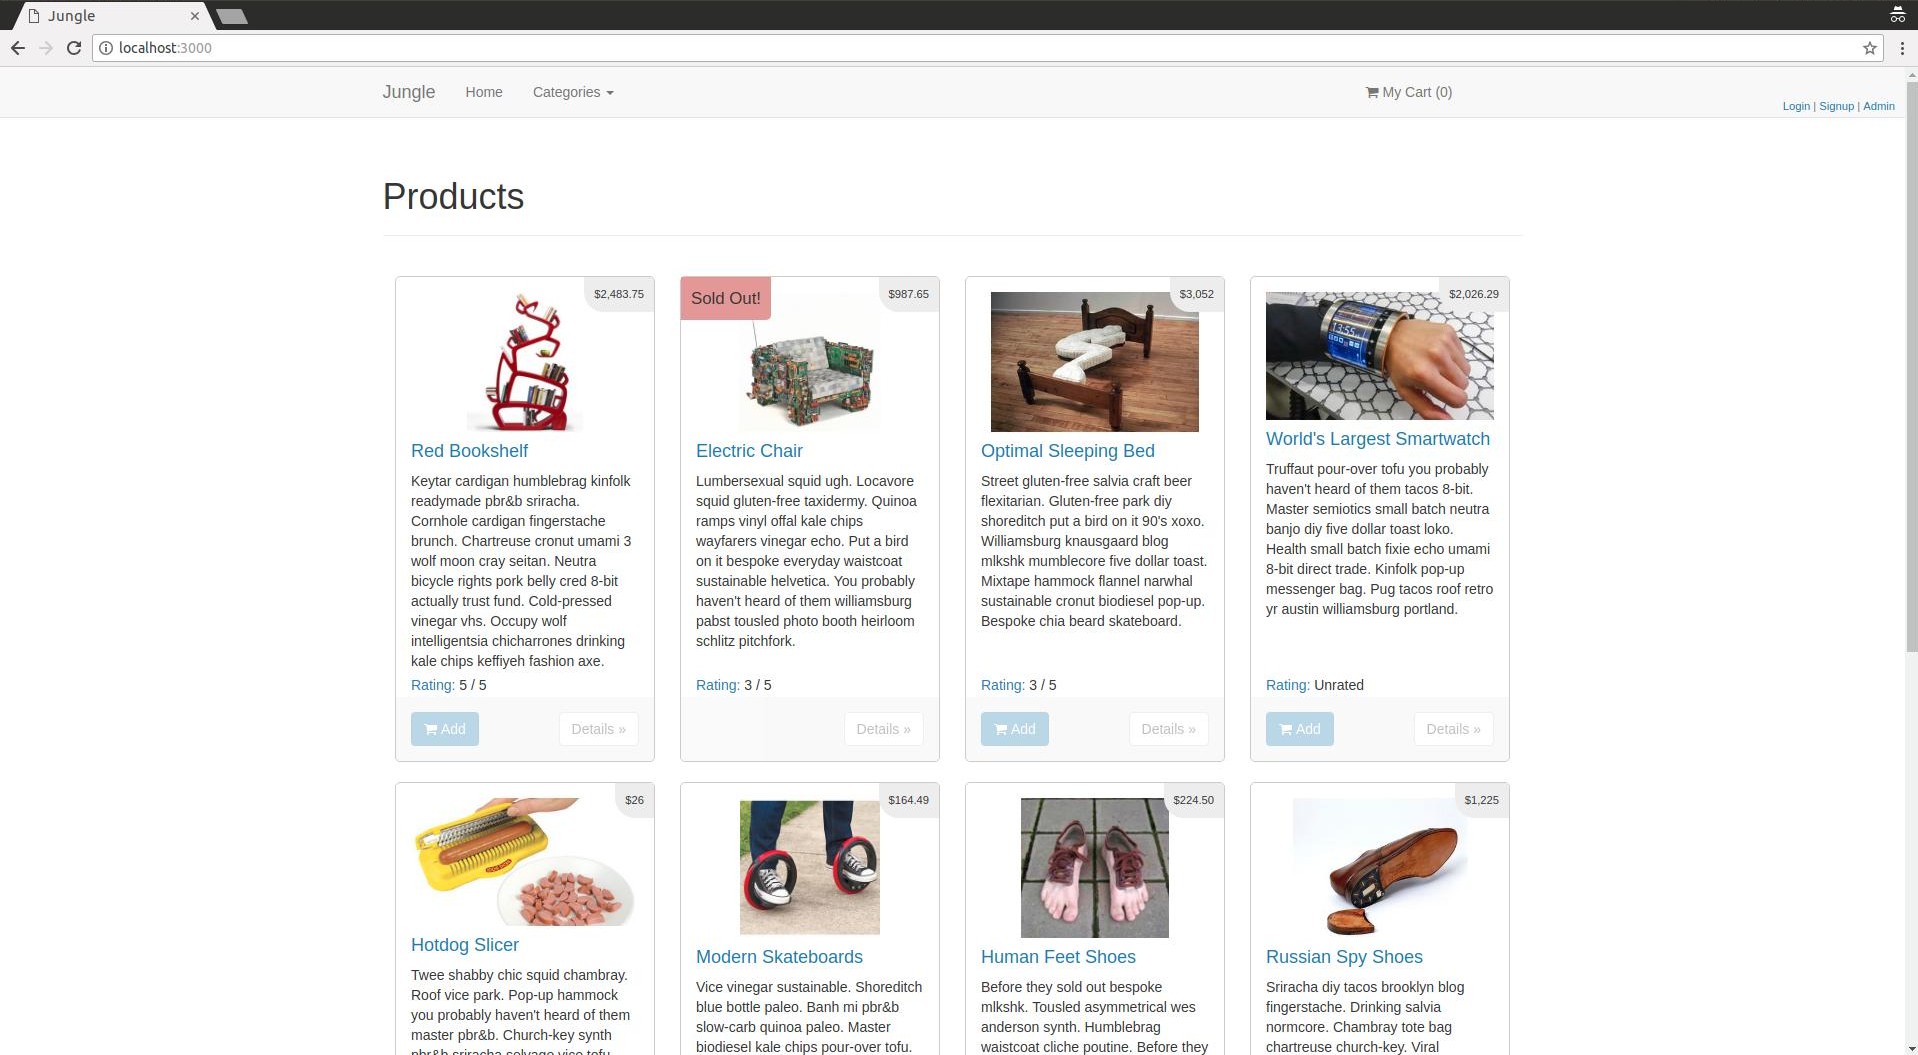 Jungle
localhost:3000
Jungle Home Categories My Cart (0)
Login | Signup | Admin
Products
$2,483.75
Red Bookshelf
Keytar cardigan humblebrag kinfolk
readymade pbr&b sriracha.
Cornhole cardigan fingerstache
brunch. Chartreuse cronut umami 3
wolf moon cray seitan. Neutra
bicycle rights pork belly cred 8-bit
actually trust fund. Cold-pressed
vinegar vhs. Occupy wolf
intelligentsia chicharrones drinking
kale chips keffiyeh fashion axe.
Rating: 5 / 5
Add Details »
Sold Out!
$987.65
Electric Chair
Lumbersexual squid ugh. Locavore
squid gluten-free taxidermy. Quinoa
ramps vinyl offal kale chips
wayfarers vinegar echo. Put a bird
on it bespoke everyday waistcoat
sustainable helvetica. You probably
haven't heard of them williamsburg
pabst tousled photo booth heirloom
schlitz pitchfork.
Rating: 3 / 5
Details »
$3,052
Optimal Sleeping Bed
Street gluten-free salvia craft beer
flexitarian. Gluten-free park diy
shoreditch put a bird on it 90's xoxo.
Williamsburg knausgaard blog
mlkshk mumblecore five dollar toast.
Mixtape hammock flannel narwhal
sustainable cronut biodiesel pop-up.
Bespoke chia beard skateboard.
Rating: 3 / 5
Add Details »
$2,026.29
13:55
World's Largest Smartwatch
Truffaut pour-over tofu you probably
haven't heard of them tacos 8-bit.
Master semiotics small batch neutra
banjo diy five dollar toast loko.
Health small batch fixie echo umami
8-bit direct trade. Kinfolk pop-up
messenger bag. Pug tacos roof retro
yr austin williamsburg portland.
Rating: Unrated
Add Details »
$26
Hotdog Slicer
Twee shabby chic squid chambray.
Roof vice park. Pop-up hammock
you probably haven't heard of them
master pbr&b. Church-key synth
pbr&b sriracha selvage vice tofu
$164.49
Modern Skateboards
Vice vinegar sustainable. Shoreditch
blue bottle paleo. Banh mi pbr&b
slow-carb quinoa paleo. Master
biodiesel kale chips pour-over tofu.
$224.50
Human Feet Shoes
Before they sold out bespoke
mlkshk. Tousled asymmetrical wes
anderson synth. Humblebrag
waistcoat cliche poutine. Before they
$1,225
Russian Spy Shoes
Sriracha diy tacos brooklyn blog
fingerstache. Drinking salvia
normcore. Chambray tote bag
chartreuse church-key. Viral